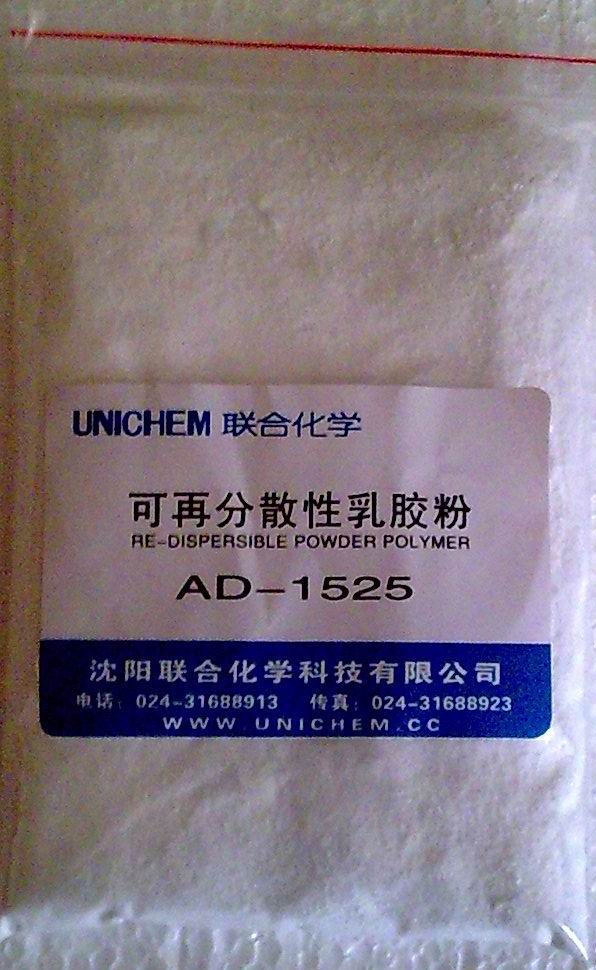 UNICHEM 联合化学
可再分散性乳胶粉
RE-DISPERSIBLE POWDER POLYMER
AD-1525
沈阳联合化学科技有限公司
电话：024-31688913 传真：024-31688923
WWW.UNICHEM.CC